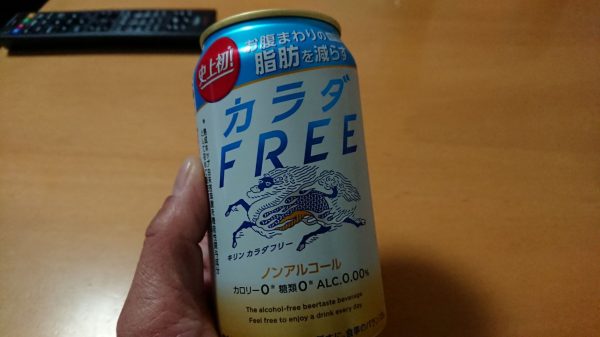 史上初!
お腹まわりの
脂肪を減らす
カラダ
FREE
キリン カラダフリー
ノンアルコール
カロリー0* 糖類0* ALC.0.00%
The alcohol-free beertaste beverage
Feel free to enjoy a drink every day.